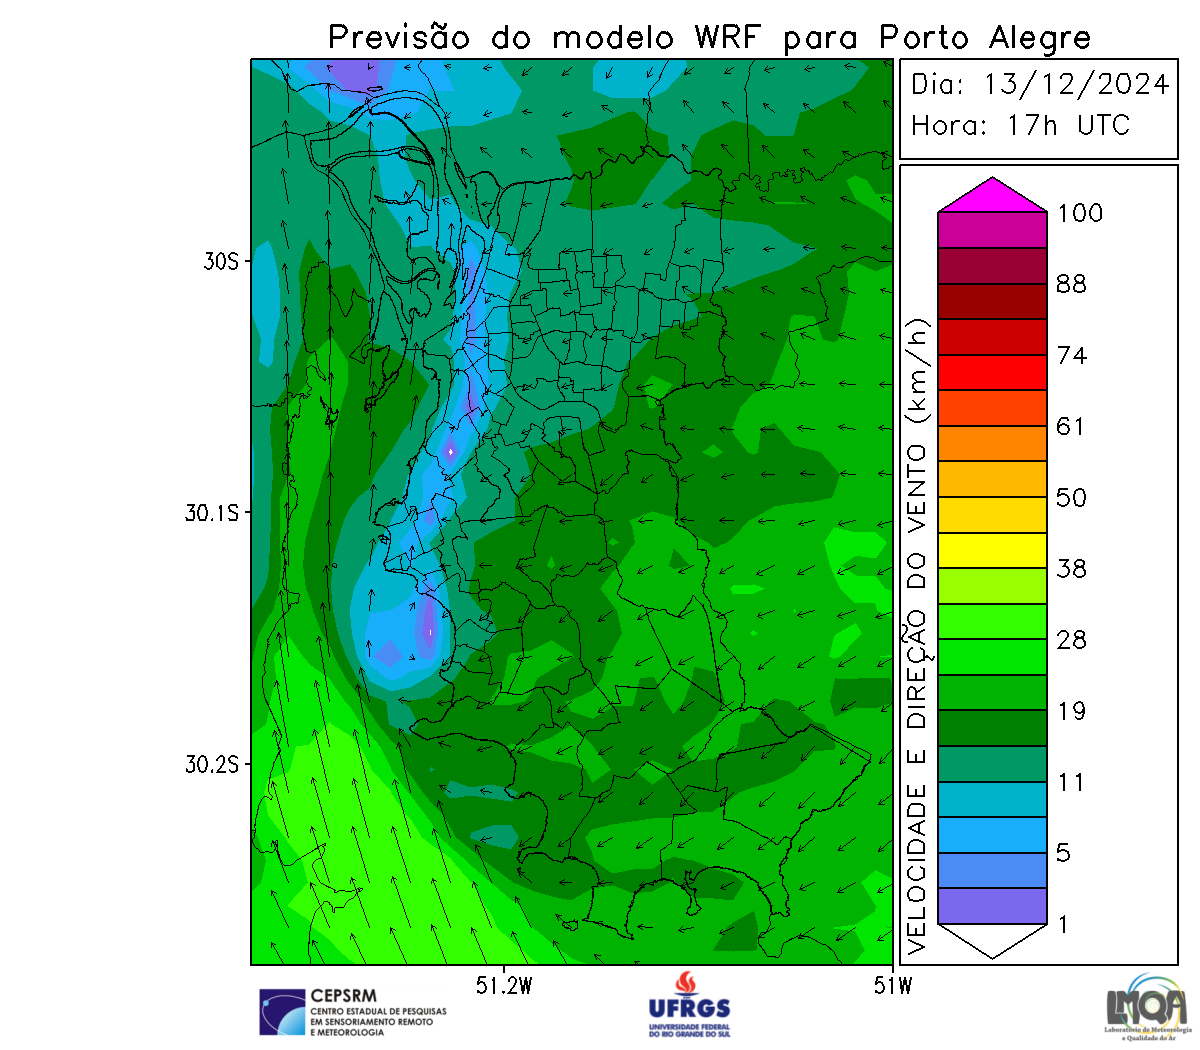 Previsão do modelo WRF para Porto Alegre
Dia: 13/12/2024
Hora: 17h UTC
30S
30.1S
30.2S
51.2W
51W
VELOCIDADE E DIREÇÃO DO VENTO (km/h)
100
88
74
61
50
38
28
19
11
5
1
CEPSRM
CENTRO ESTADUAL DE PESQUISAS
EM SENSORIAMENTO REMOTO
E METEOROLOGIA
UFRGS
UNIVERSIDADE FEDERAL
DO RIO GRANDE DO SUL
LMQA
Laboratório de Meteorologia
e Qualidade do Ar